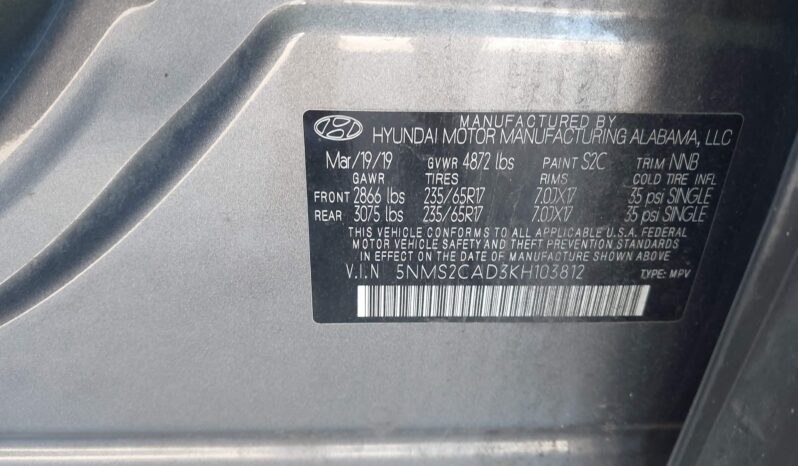 MANUFACTURED BY
HYUNDAI MOTOR MANUFACTURING ALABAMA, LLC
Mar/19/19 GVWR 4872 lbs PAINT S2C TRIM NNB
GAWR TIRES RIMS COLD TIRE INFL
FRONT 2866 lbs 235/65R17 7.0JX17 35 psi SINGLE
REAR 3075 lbs 235/65R17 7.0JX17 35 psi SINGLE
THIS VEHICLE CONFORMS TO ALL APPLICABLE U.S.A. FEDERAL
MOTOR VEHICLE SAFETY AND THEFT PREVENTION STANDARDS
IN EFFECT ON THE DATE OF MANUFACTURE SHOWN ABOVE
V.I.N 5NMS2CAD3KH103812 TYPE: MPV